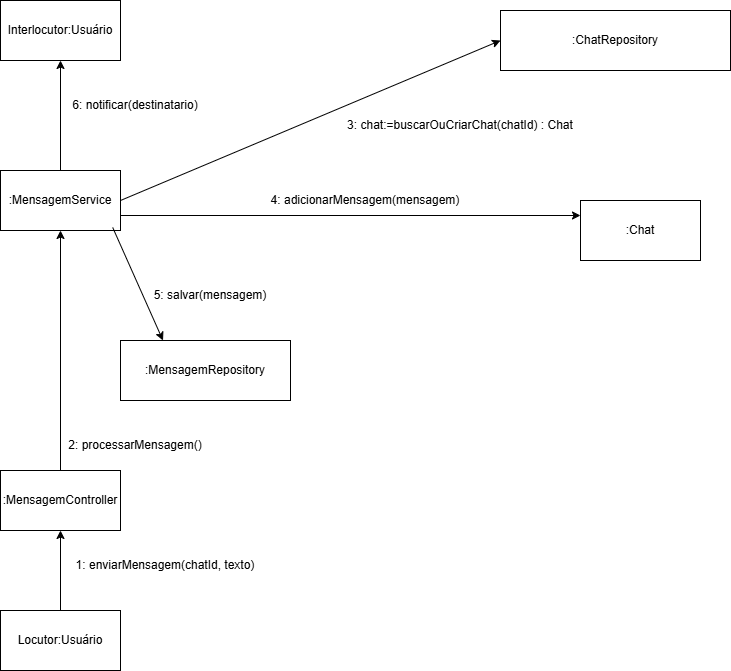 Interlocutor:Usuário
:ChatRepository
6: notificar(destinatario)
3: chat:=buscarOuCriarChat(chatId) : Chat
:MensagemService
4: adicionarMensagem(mensagem)
:Chat
5: salvar(mensagem)
:MensagemRepository
2: processarMensagem()
:MensagemController
1: enviarMensagem(chatId, texto)
Locutor:Usuário